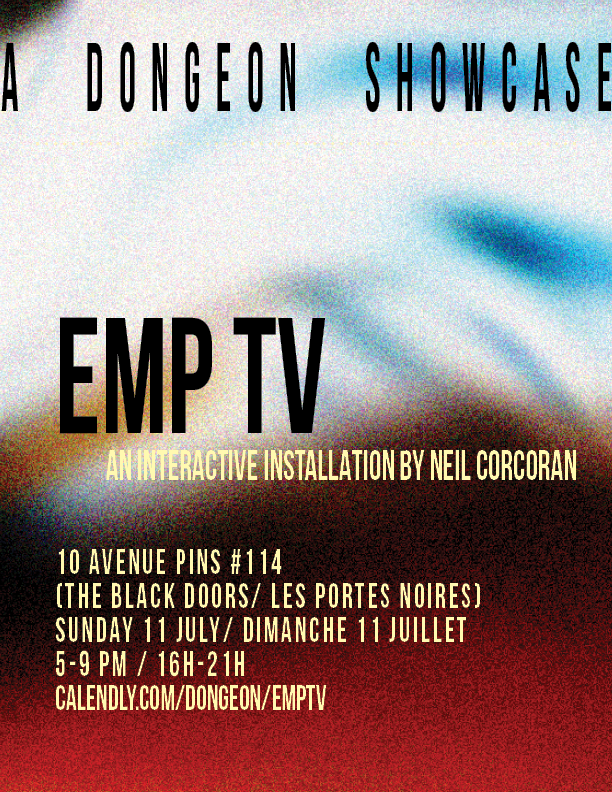 A DONGEON SHOWCASE
EMP TV
AN INTERACTIVE INSTALLATION BY NEIL CORCORAN
10 AVENUE PINS #114
(THE BLACK DOORS/ LES PORTES NOIRES)
SUNDAY 11 JULY/ DIMANCHE 11 JUILLET
5-9 PM / 16H-21H
CALENDLY.COM/DONGEON/EMPTV